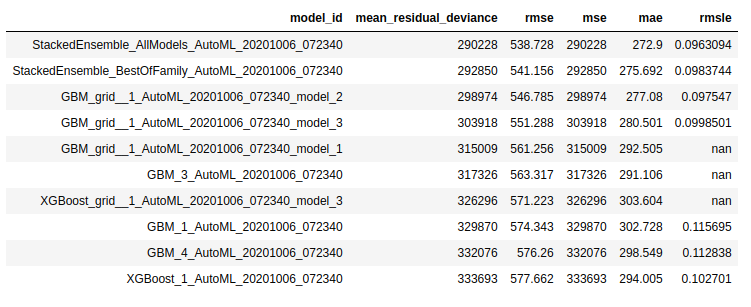 model_id mean_residual_deviance rmse mse mae rmsle
StackedEnsemble_AllModels_AutoML_20201006_072340 290228 538.728 290228 272.9 0.0963094
StackedEnsemble_BestOfFamily_AutoML_20201006_072340 292850 541.156 292850 275.692 0.0983744
GBM_grid__1_AutoML_20201006_072340_model_2 298974 546.785 298974 277.08 0.097547
GBM_grid__1_AutoML_20201006_072340_model_3 303918 551.288 303918 280.501 0.0998501
GBM_grid__1_AutoML_20201006_072340_model_1 315009 561.256 315009 292.505 nan
GBM_3_AutoML_20201006_072340 317326 563.317 317326 291.106 nan
XGBoost_grid__1_AutoML_20201006_072340_model_3 326296 571.223 326296 303.604 nan
GBM_1_AutoML_20201006_072340 329870 574.343 329870 302.728 0.115695
GBM_4_AutoML_20201006_072340 332076 576.26 332076 298.549 0.112838
XGBoost_1_AutoML_20201006_072340 333693 577.662 333693 294.005 0.102701